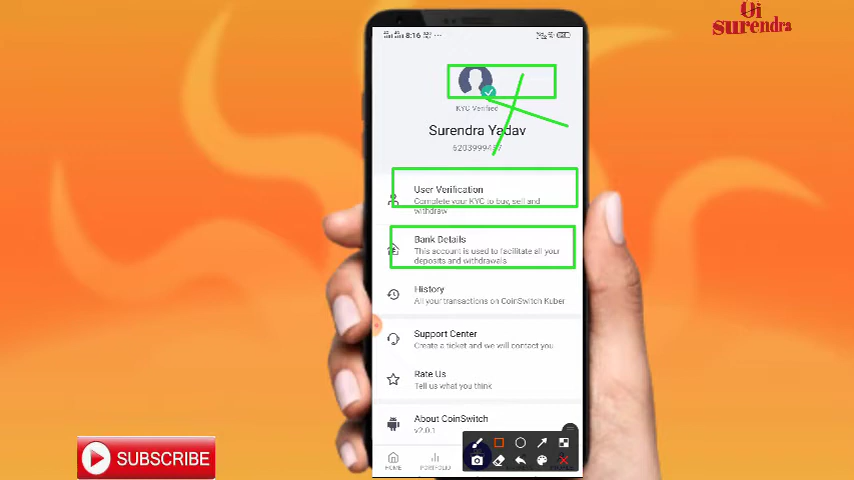 Oi
surendra
8:16
KYC Verified
Surendra Yadav
User Verification
Complete your KYC to buy, sell and
withdraw
Bank Details
This account is used to facilitate all your
deposits and withdrawals
History
All your transactions on CoinSwitch Kuber
Support Center
Create a ticket and we will contact you
Rate Us
Tell us what you think
About CoinSwitch
v2.0.1
HOME
PORTFOLIO
SUBSCRIBE